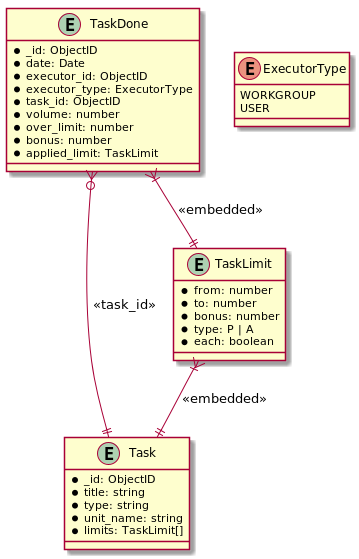 E TaskDone
_id: ObjectID
date: Date
executor_id: ObjectID
executor_type: ExecutorType
task_id: ObjectID
volume: number
over_limit: number
bonus: number
applied_limit: TaskLimit
E ExecutorType
WORKGROUP
USER
«embedded»
E TaskLimit
from: number
to: number
bonus: number
type: P | A
each: boolean
«task_id»
«embedded»
E Task
_id: ObjectID
title: string
type: string
unit_name: string
limits: TaskLimit[]